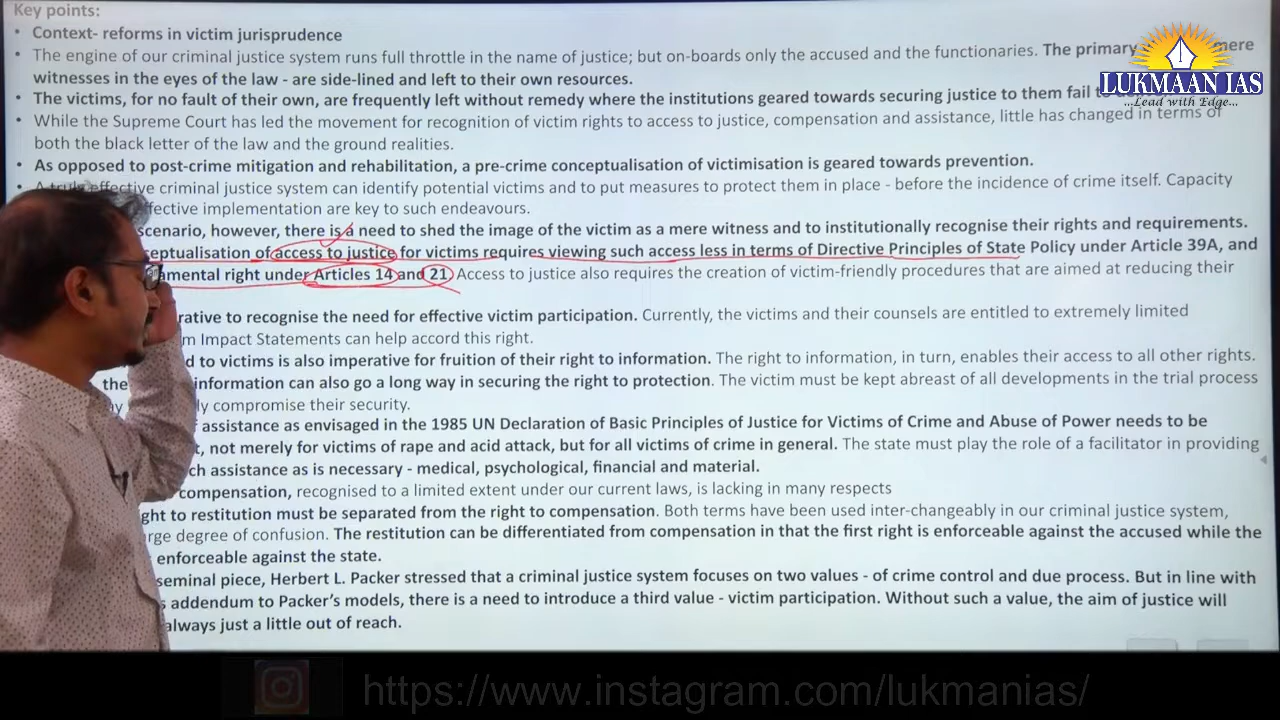 Key points:
• Context- reforms in victim jurisprudence
• The engine of our criminal justice system runs full throttle in the name of justice; but on-boards only the accused and the functionaries. The primary mere
witnesses in the eyes of the law - are side-lined and left to their own resources.
• The victims, for no fault of their own, are frequently left without remedy where the institutions geared towards securing justice to them fail
LUKMAAN IAS
...Lead with Edge...
• While the Supreme Court has led the movement for recognition of victim rights to access to justice, compensation and assistance, little has changed in terms of
both the black letter of the law and the ground realities.
• As opposed to post-crime mitigation and rehabilitation, a pre-crime conceptualisation of victimisation is geared towards prevention.
• A truly effective criminal justice system can identify potential victims and to put measures to protect them in place - before the incidence of crime itself. Capacity
ffective implementation are key to such endeavours.
scenario, however, there is a need to shed the image of the victim as a mere witness and to institutionally recognise their rights and requirements.
eptualisation of access to justice for victims requires viewing such access less in terms of Directive Principles of State Policy under Article 39A, and
amental right under Articles 14 and 21 Access to justice also requires the creation of victim-friendly procedures that are aimed at reducing their
rative to recognise the need for effective victim participation. Currently, the victims and their counsels are entitled to extremely limited
m Impact Statements can help accord this right.
d to victims is also imperative for fruition of their right to information. The right to information, in turn, enables their access to all other rights.
the information can also go a long way in securing the right to protection. The victim must be kept abreast of all developments in the trial process
ly compromise their security.
assistance as envisaged in the 1985 UN Declaration of Basic Principles of Justice for Victims of Crime and Abuse of Power needs to be
t, not merely for victims of rape and acid attack, but for all victims of crime in general. The state must play the role of a facilitator in providing
ch assistance as is necessary - medical, psychological, financial and material.
compensation, recognised to a limited extent under our current laws, is lacking in many respects
ght to restitution must be separated from the right to compensation. Both terms have been used inter-changeably in our criminal justice system,
rge degree of confusion. The restitution can be differentiated from compensation in that the first right is enforceable against the accused while the
enforceable against the state.
seminal piece, Herbert L. Packer stressed that a criminal justice system focuses on two values - of crime control and due process. But in line with
s addendum to Packer's models, there is a need to introduce a third value - victim participation. Without such a value, the aim of justice will
always just a little out of reach.
https://www.instagram.com/lukmanias/